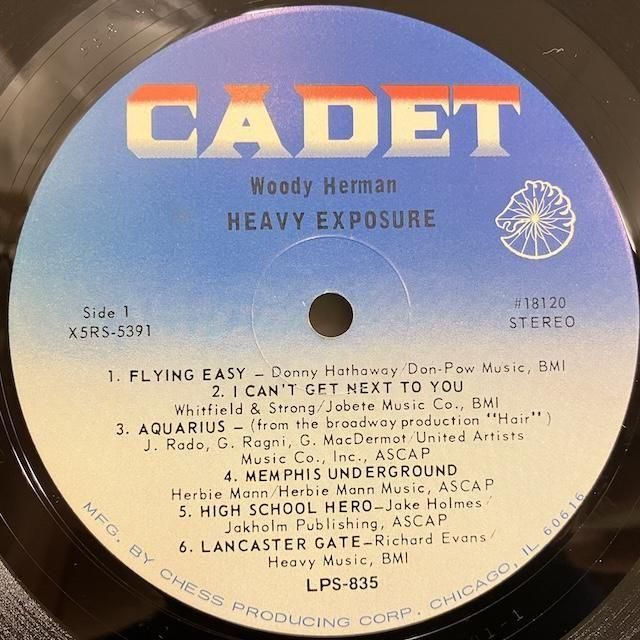 CADET
Woody Herman
HEAVY EXPOSURE
Side 1
X5RS-5391
#18120
STEREO
1. FLYING EASY – Donny Hathaway/Don-Pow Music, BMI
2. I CAN'T GET NEXT TO YOU
Whitfield & Strong/Jobete Music Co., BMI
3. AQUARIUS – (from the broadway production "Hair")
J. Rado, G. Ragni, G. MacDermot/United Artists
Music Co., Inc., ASCAP
4. MEMPHIS UNDERGROUND
Herbie Mann/Herbie Mann Music, ASCAP
5. HIGH SCHOOL HERO–Jake Holmes/
Jakholm Publishing, ASCAP
6. LANCASTER GATE–Richard Evans/
Heavy Music, BMI
LPS-835
MFG. BY CHESS PRODUCING CORP. CHICAGO, IL 60616